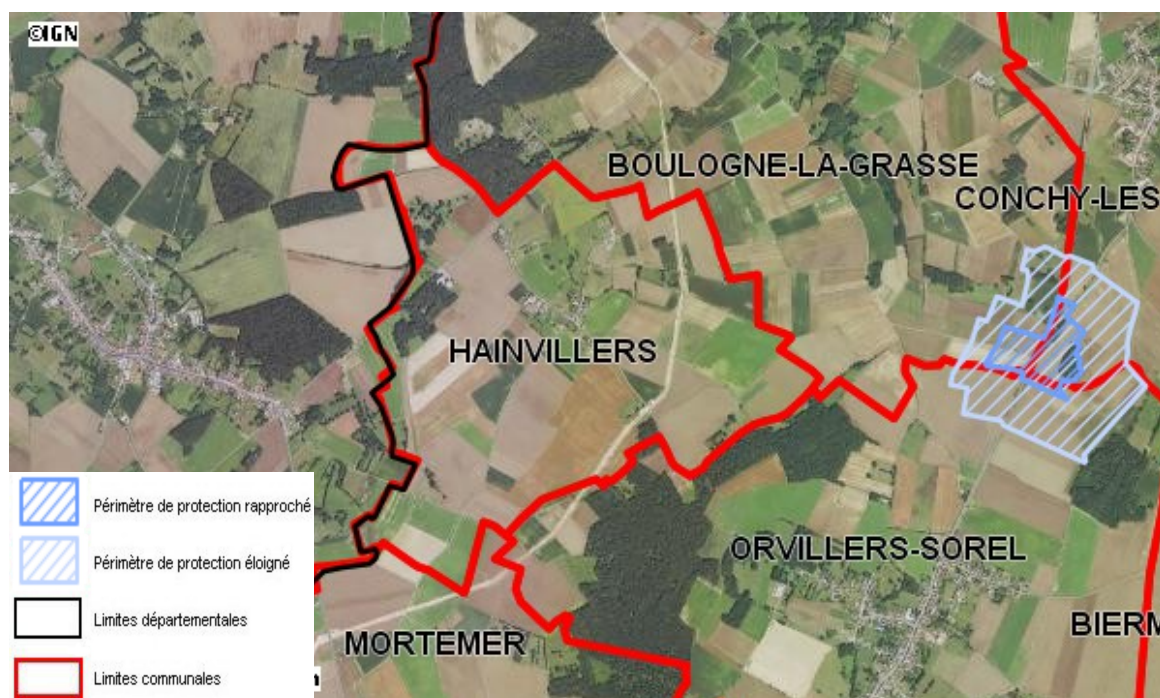 ©IGN
BOULOGNE-LA-GRASSE
CONCHY-LES
HAINVILLERS
ORVILLERS-SOREL
BIERM
MORTEMER
Périmètre de protection rapproché
Périmètre de protection éloigné
Limites départementales
Limites communales